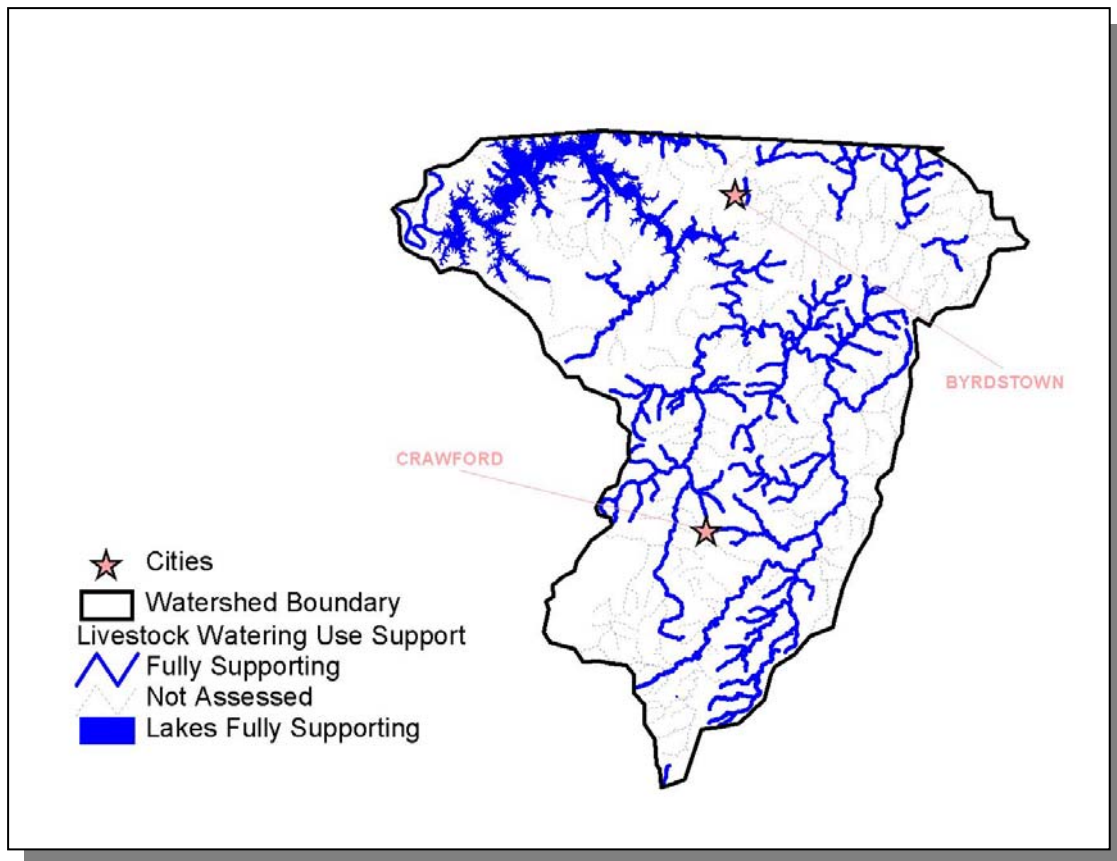 BYRDSTOWN
CRAWFORD
Cities
Watershed Boundary
Livestock Watering Use Support
Fully Supporting
Not Assessed
Lakes Fully Supporting